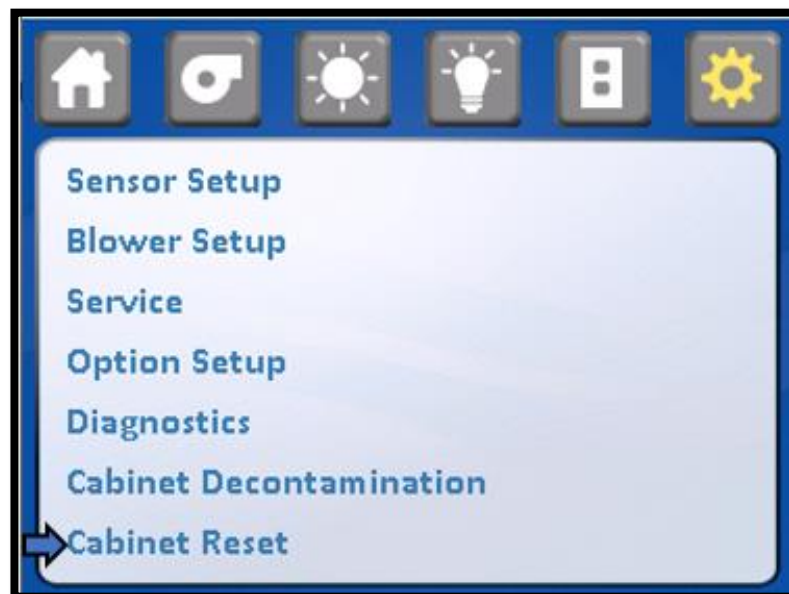 Sensor Setup
Blower Setup
Service
Option Setup
Diagnostics
Cabinet Decontamination
Cabinet Reset